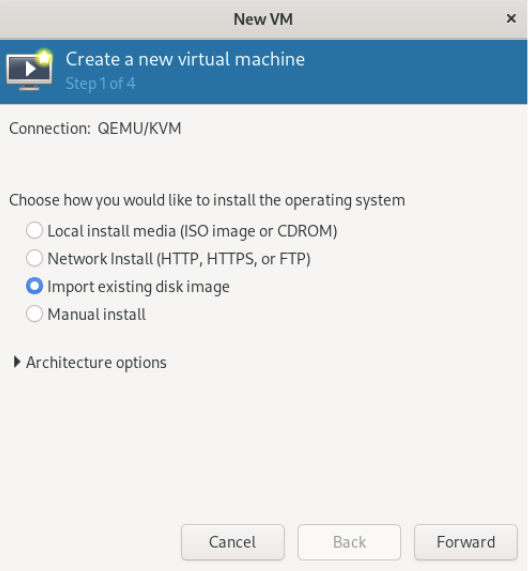 New VM
×
Create a new virtual machine
Step 1 of 4
Connection: QEMU/KVM
Choose how you would like to install the operating system
Local install media (ISO image or CDROM)
Network Install (HTTP, HTTPS, or FTP)
Import existing disk image
Manual install
Architecture options
Cancel Back Forward